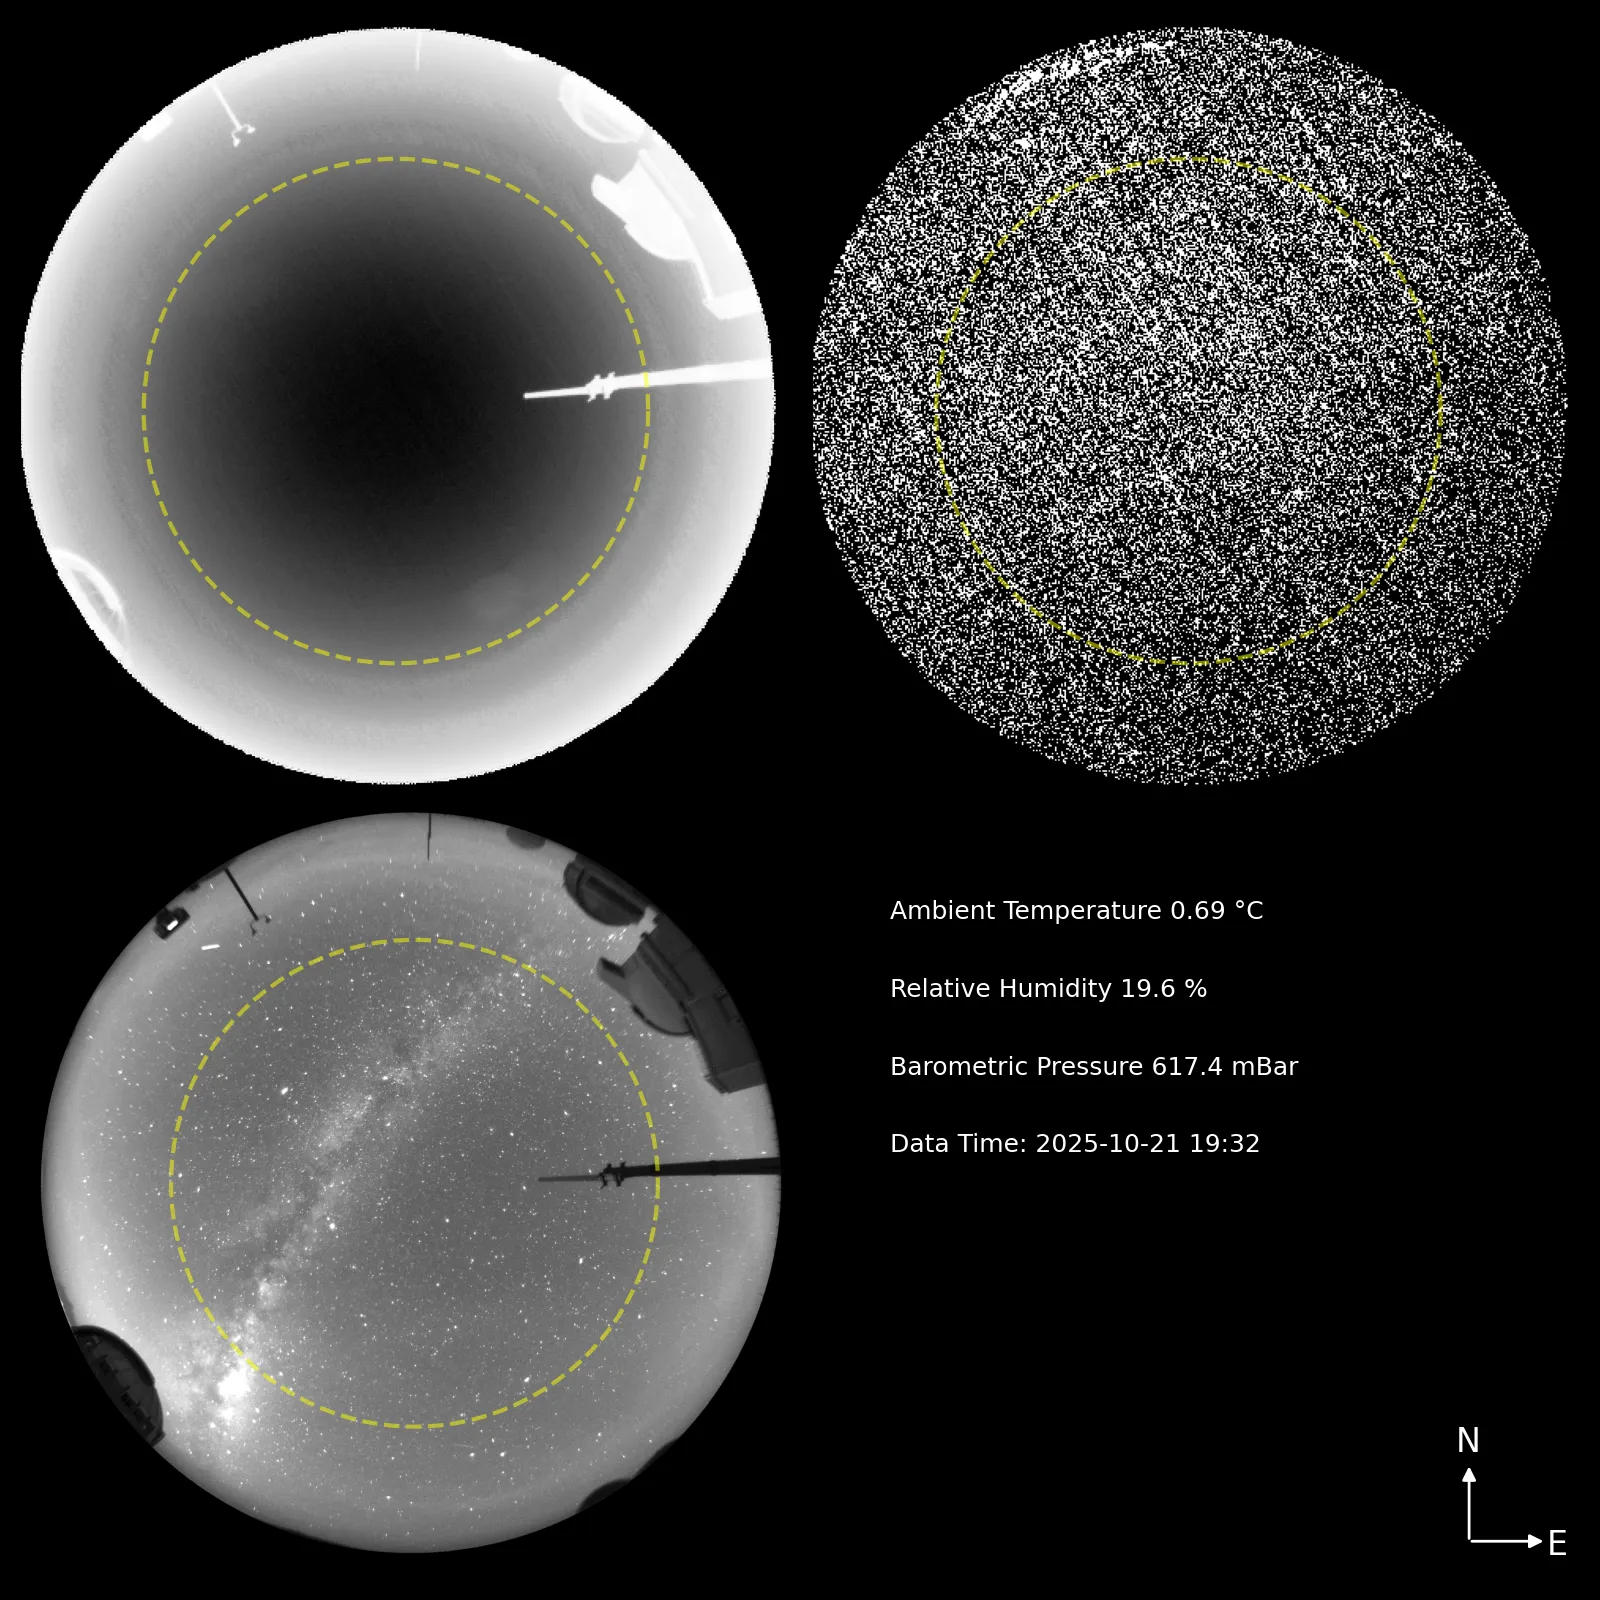 Ambient Temperature 0.69 °C
Relative Humidity 19.6 %
Barometric Pressure 617.4 mBar
Data Time: 2025-10-21 19:32
N
E